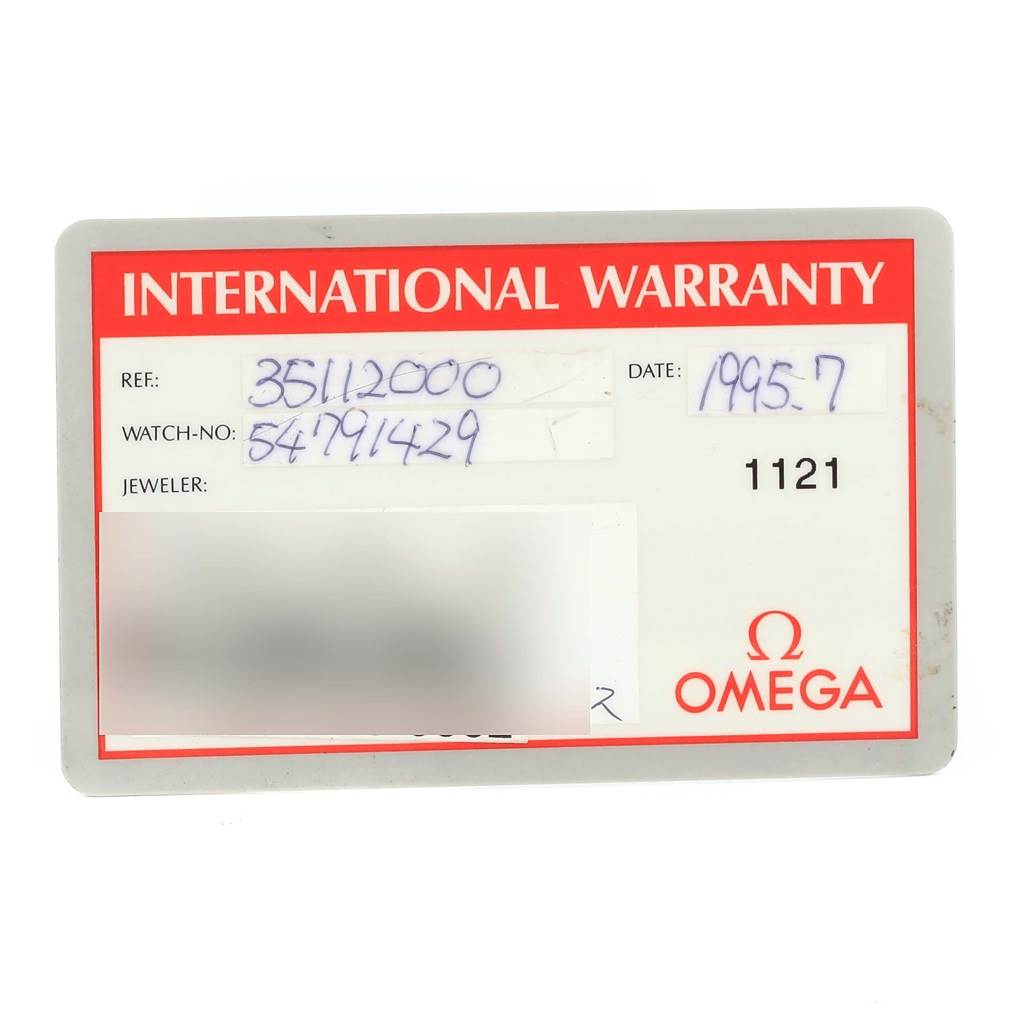 INTERNATIONAL WARRANTY
REF.: 35112000 DATE: 1995.7
WATCH-NO: 54791429
1121
JEWELER:
Ω
OMEGA